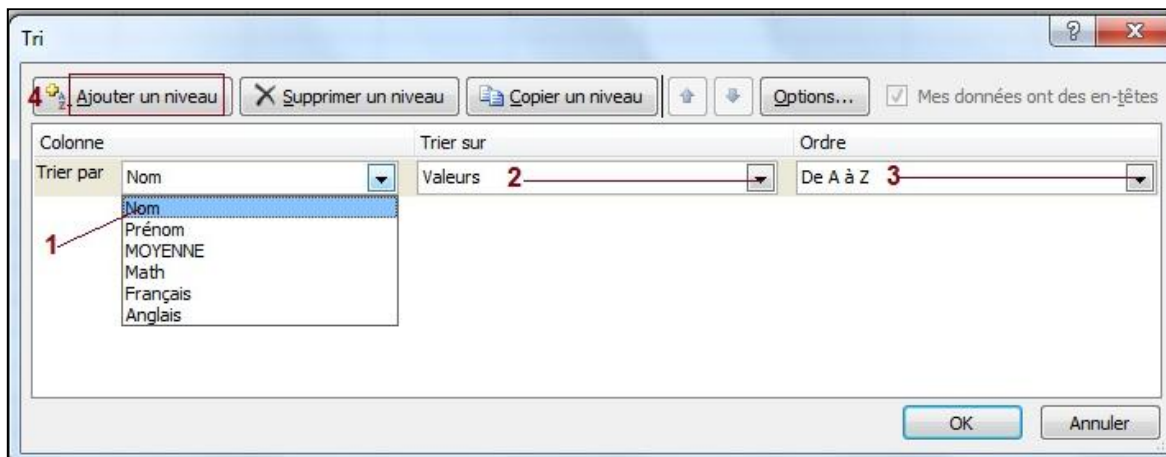 Tri
4 Ajouter un niveau Supprimer un niveau Copier un niveau Options... Mes données ont des en-têtes
Colonne Trier sur Ordre
Trier par Nom Valeurs 2 De A à Z 3
Nom
Prénom
1
MOYENNE
Math
Français
Anglais
OK Annuler